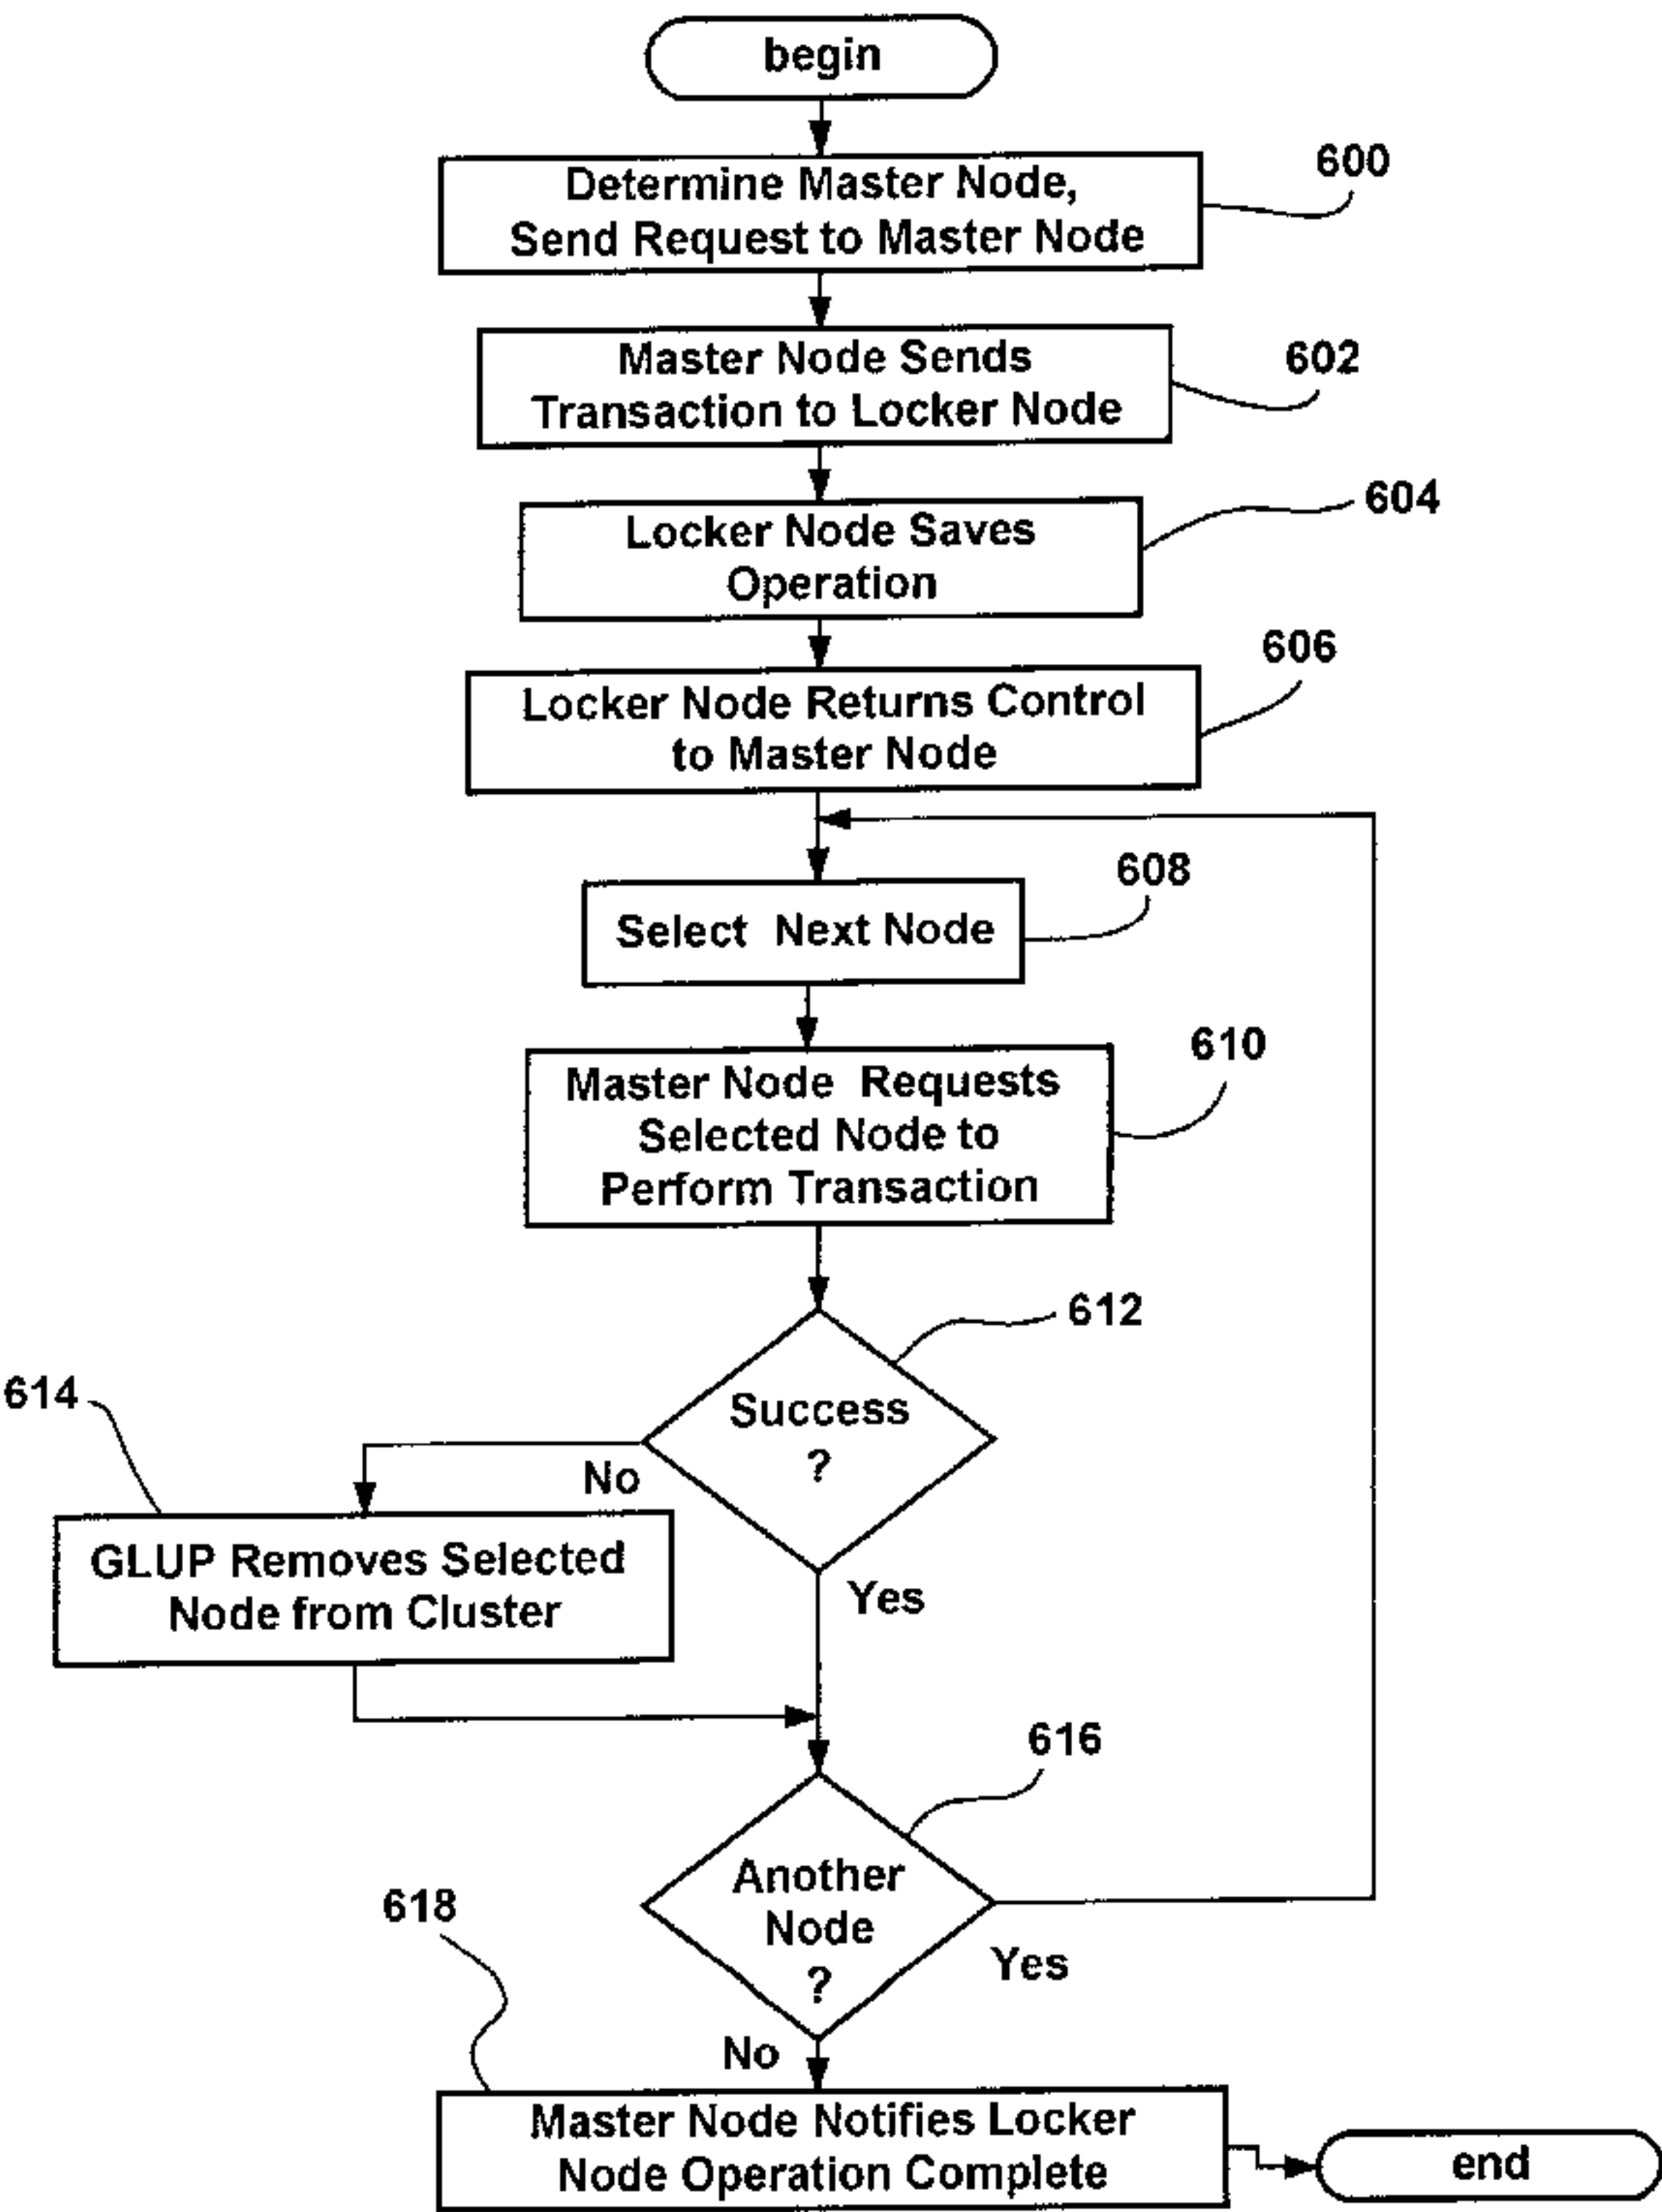 begin
Determine Master Node,
Send Request to Master Node
600
Master Node Sends
Transaction to Locker Node
602
Locker Node Saves
Operation
604
Locker Node Returns Control
to Master Node
606
Select Next Node
608
Master Node Requests
Selected Node to
Perform Transaction
610
Success
?
612
No
Yes
614
GLUP Removes Selected
Node from Cluster
Another
Node
?
616
Yes
No
618
Master Node Notifies Locker
Node Operation Complete
end